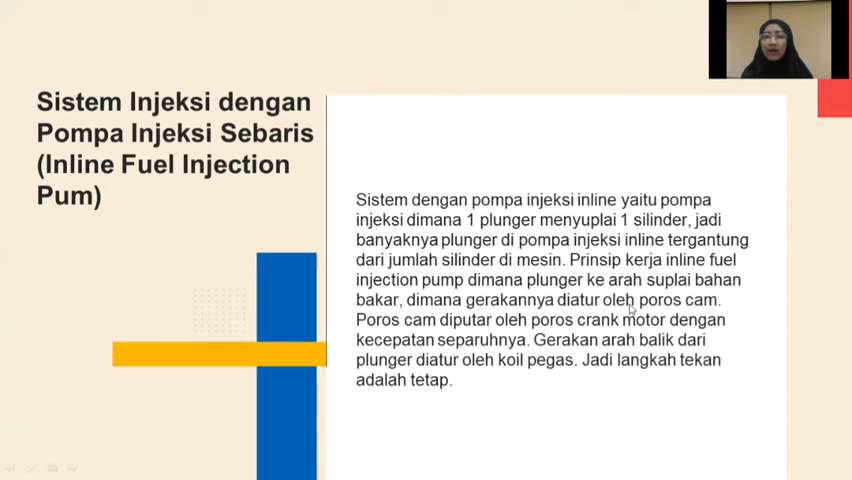 Sistem Injeksi dengan
Pompa Injeksi Sebaris
(Inline Fuel Injection
Pum)
Sistem dengan pompa injeksi inline yaitu pompa
injeksi dimana 1 plunger menyuplai 1 silinder, jadi
banyaknya plunger di pompa injeksi inline tergantung
dari jumlah silinder di mesin. Prinsip kerja inline fuel
injection pump dimana plunger ke arah suplai bahan
bakar, dimana gerakannya diatur oleh poros cam.
Poros cam diputar oleh poros crank motor dengan
kecepatan separuhnya. Gerakan arah balik dari
plunger diatur oleh koil pegas. Jadi langkah tekan
adalah tetap.